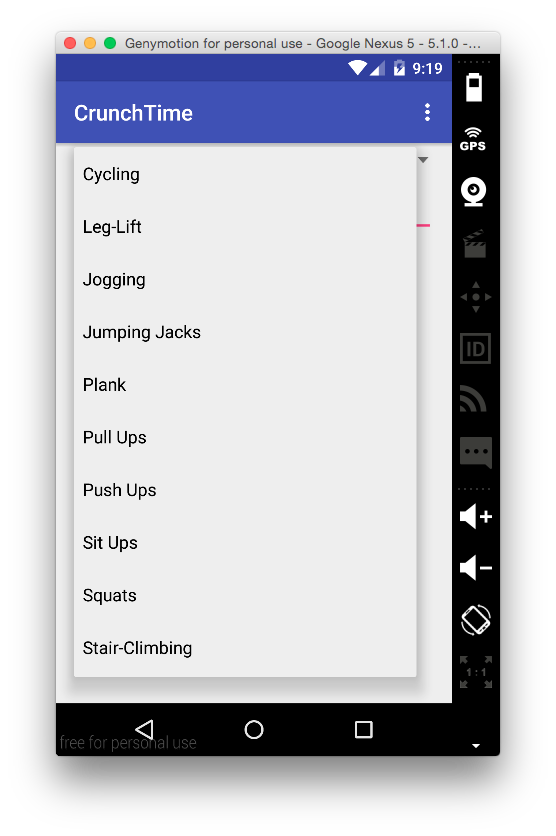 Genymotion for personal use - Google Nexus 5 - 5.1.0 -...
9:19
CrunchTime
GPS
Cycling
Leg-Lift
Jogging
Jumping Jacks
ID
Plank
Pull Ups
Push Ups
Sit Ups
Squats
Stair-Climbing
1:1
free for personal use